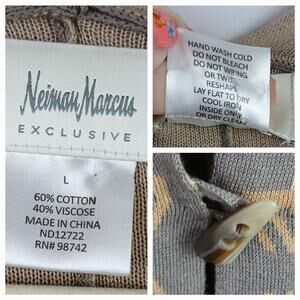 Neiman Marcus
EXCLUSIVE
L
60% COTTON
40% VISCOSE
MADE IN CHINA
ND12722
RN# 98742
HAND WASH COLD
DO NOT BLEACH
DO NOT WRING
OR TWIST
RESHAPE
LAY FLAT TO DRY
COOL IRON
INSIDE ONLY
OR DRY CLEAN